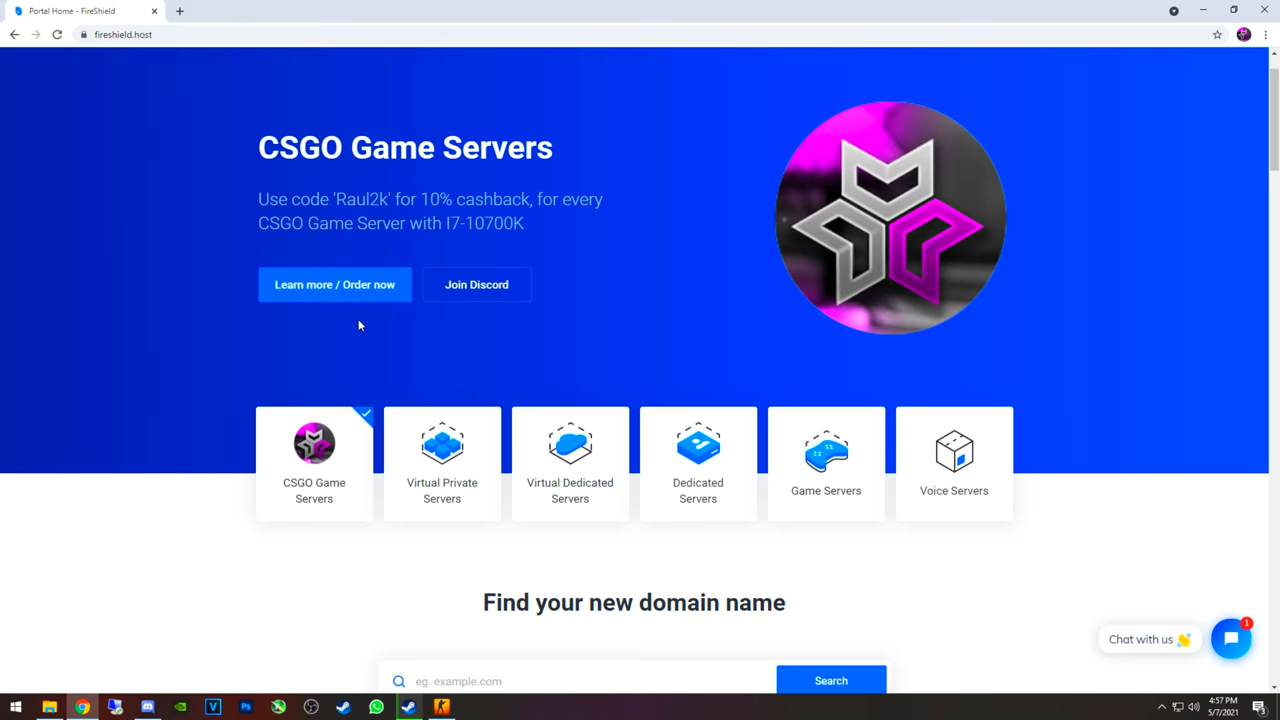 Portal Home - FireShield
fireshield.host
CSGO Game Servers
Use code 'Raul2k' for 10% cashback, for every
CSGO Game Server with I7-10700K
Learn more / Order now
Join Discord
CSGO Game
Servers
Virtual Private
Servers
Virtual Dedicated
Servers
Dedicated
Servers
Game Servers
Voice Servers
Find your new domain name
1
Chat with us 👋
eg. example.com
Search
Ps
4:57 PM
5/7/2021
3